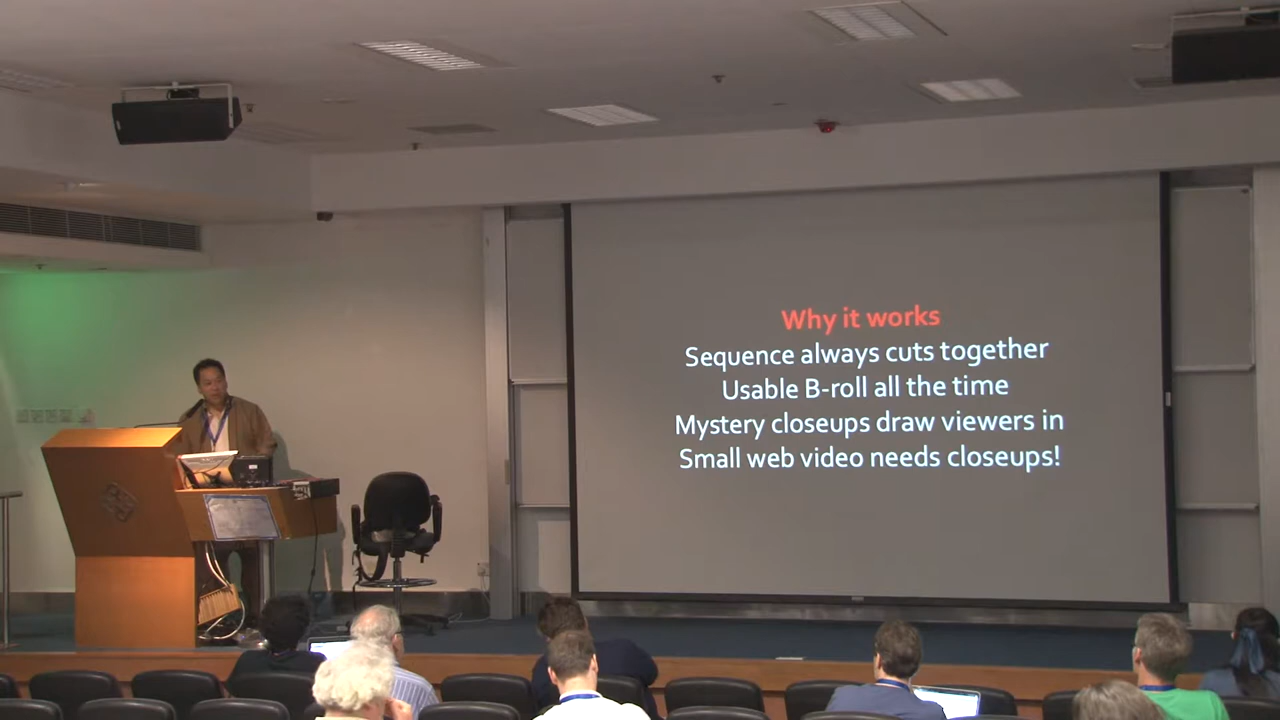 Why it works
Sequence always cuts together
Usable B-roll all the time
Mystery closeups draw viewers in
Small web video needs closeups!